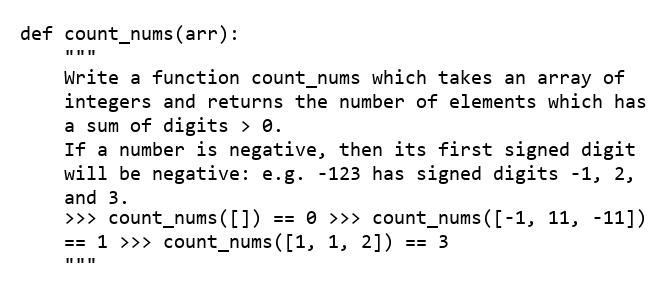 def count_nums(arr):
"""
Write a function count_nums which takes an array of
integers and returns the number of elements which has
a sum of digits > 0.
If a number is negative, then its first signed digit
will be negative: e.g. -123 has signed digits -1, 2,
and 3.
>>> count_nums([]) == 0 >>> count_nums([-1, 11, -11])
== 1 >>> count_nums([1, 1, 2]) == 3
"""